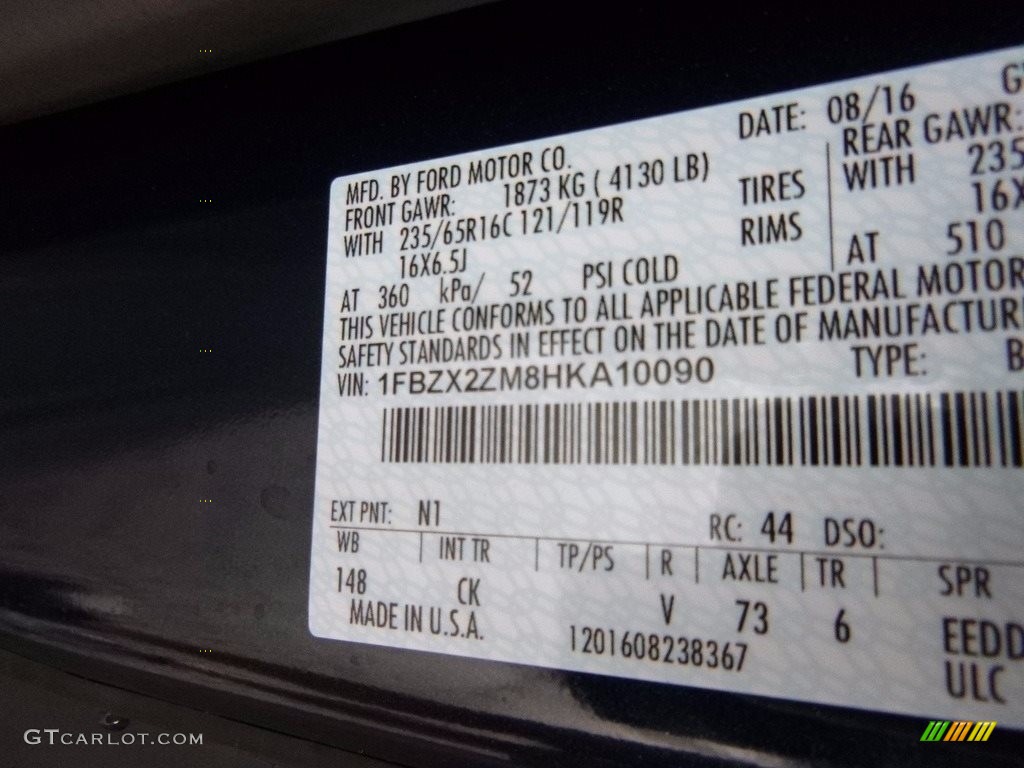 DATE: 08/16
MFD. BY FORD MOTOR CO.
FRONT GAWR: 1873 KG ( 4130 LB)
REAR GAWR:
WITH 235/65R16C 121/119R TIRES
WITH 235
16X6.5J RIMS
16X
AT 360 kPa/ 52 PSI COLD
AT 510
THIS VEHICLE CONFORMS TO ALL APPLICABLE FEDERAL MOTOR
SAFETY STANDARDS IN EFFECT ON THE DATE OF MANUFACTUR
VIN: 1FBZX2ZM8HKA10090 TYPE:
EXT PNT: N1 RC: 44 DSO:
WB INT TR TP/PS R AXLE TR SPR
148 CK V 73 6 EEDD
MADE IN U.S.A. 1201608238367 ULC
GTCARLOT.COM